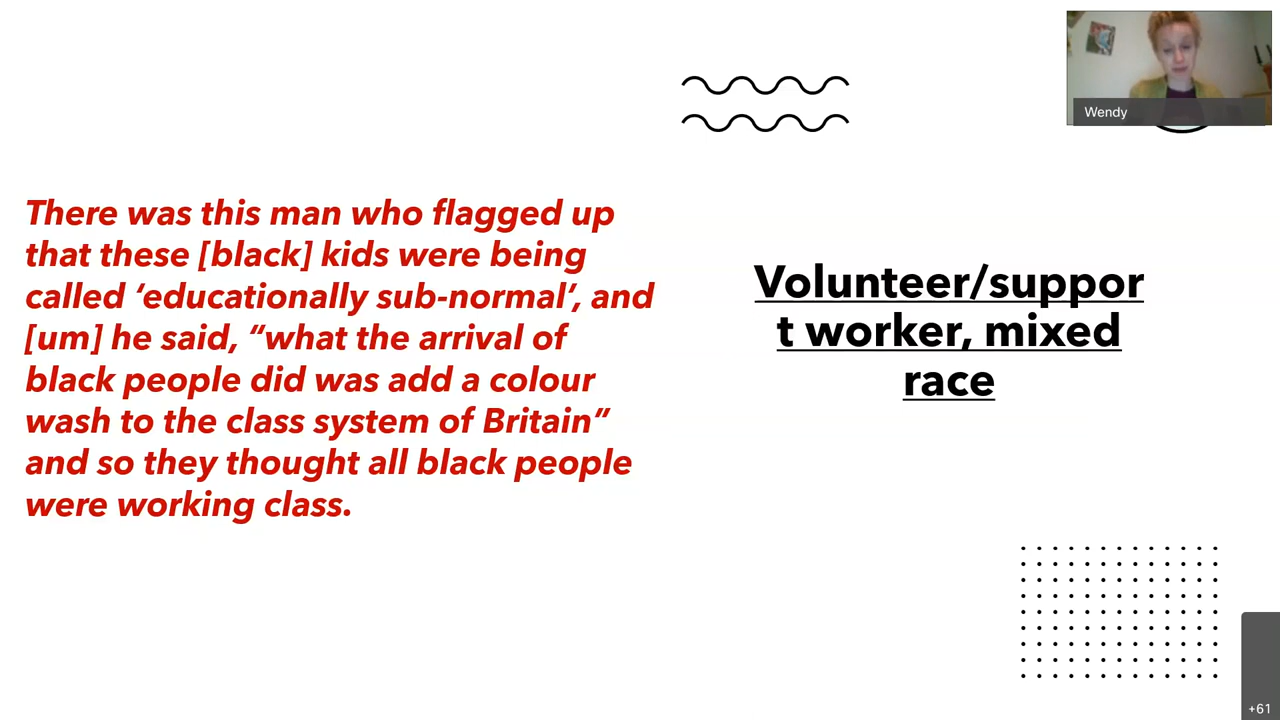 There was this man who flagged up
that these [black] kids were being
called ‘educationally sub-normal’, and
[um] he said, “what the arrival of
black people did was add a colour
wash to the class system of Britain”
and so they thought all black people
were working class.
Volunteer/suppor
t worker, mixed
race
Wendy
+61